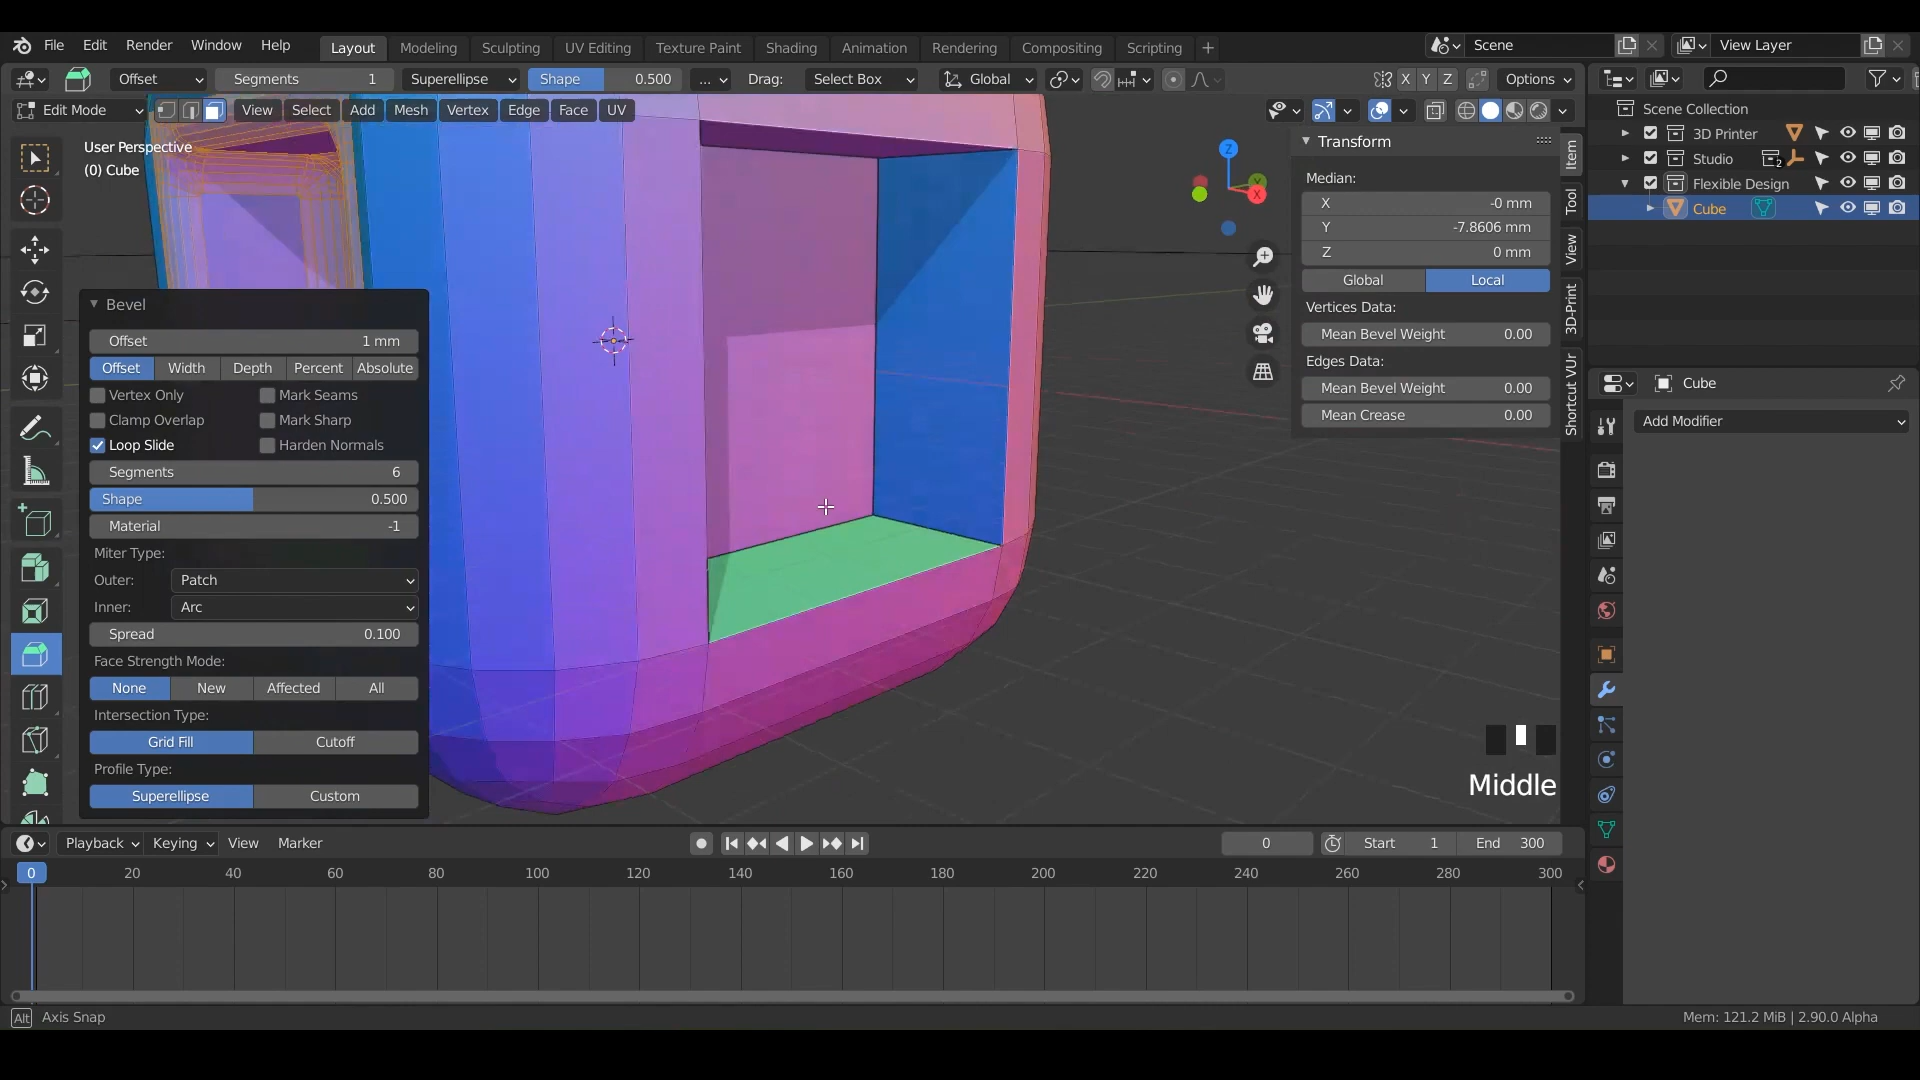 File Edit Render Window Help Layout Modeling Sculpting UV Editing Texture Paint Shading Animation Rendering Compositing Scripting + Scene View Layer
Offset Segments 1 Superellipse Shape 0.500 ... Drag: Select Box Global X Y Z Options
Edit Mode View Select Add Mesh Vertex Edge Face UV
User Perspective
(0) Cube
Bevel
Offset 1 mm
Offset Width Depth Percent Absolute
Vertex Only Mark Seams
Clamp Overlap Mark Sharp
Loop Slide Harden Normals
Segments 6
Shape 0.500
Material -1
Miter Type:
Outer: Patch
Inner: Arc
Spread 0.100
Face Strength Mode:
None New Affected All
Intersection Type:
Grid Fill Cutoff
Profile Type:
Superellipse Custom
Z
Y
X
Transform
Median:
X -0 mm
Y -7.8606 mm
Z 0 mm
Global Local
Vertices Data:
Mean Bevel Weight 0.00
Edges Data:
Mean Bevel Weight 0.00
Mean Crease 0.00
Item
Tool
View
3D-Print
Shortcut VUr
Middle
Scene Collection
3D Printer
Studio 2
Flexible Design
Cube
Cube
Add Modifier
Playback Keying View Marker 0 Start 1 End 300
0 20 40 60 80 100 120 140 160 180 200 220 240 260 280 300
Alt Axis Snap
Mem: 121.2 MiB | 2.90.0 Alpha